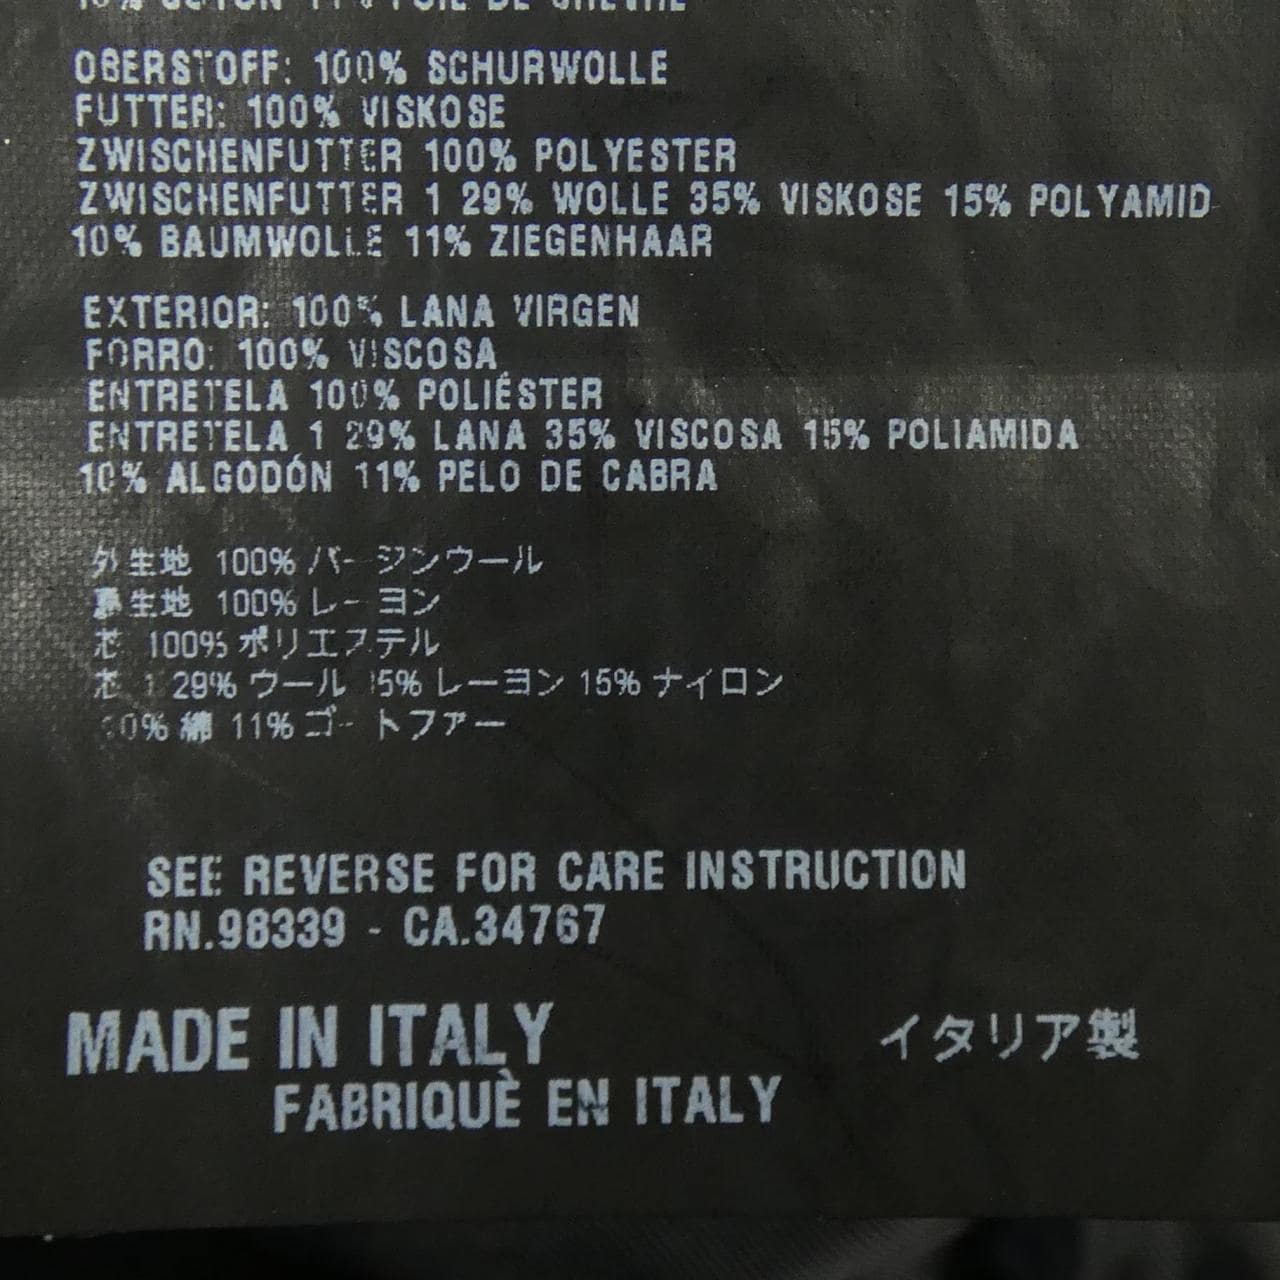 OBERSTOFF: 100% SCHURWOLLE
FUTTER: 100% VISKOSE
ZWISCHENFUTTER 100% POLYESTER
ZWISCHENFUTTER 1 29% WOLLE 35% VISKOSE 15% POLYAMID
10% BAUMWOLLE 11% ZIEGENHAAR
EXTERIOR: 100% LANA VIRGEN
FORRO: 100% VISCOSA
ENTRETELA 100% POLIÉSTER
ENTRETELA 1 29% LANA 35% VISCOSA 15% POLIAMIDA
10% ALGODÓN 11% PELO DE CABRA
外生地 100% バージンウール
裏生地 100% レーヨン
芯 100% ポリエステル
芯 1 29% ウール 35% レーヨン 15% ナイロン
10% 綿 11% ゴートファー
SEE REVERSE FOR CARE INSTRUCTION
RN.98339 - CA.34767
MADE IN ITALY
イタリア製
FABRIQUÈ EN ITALY